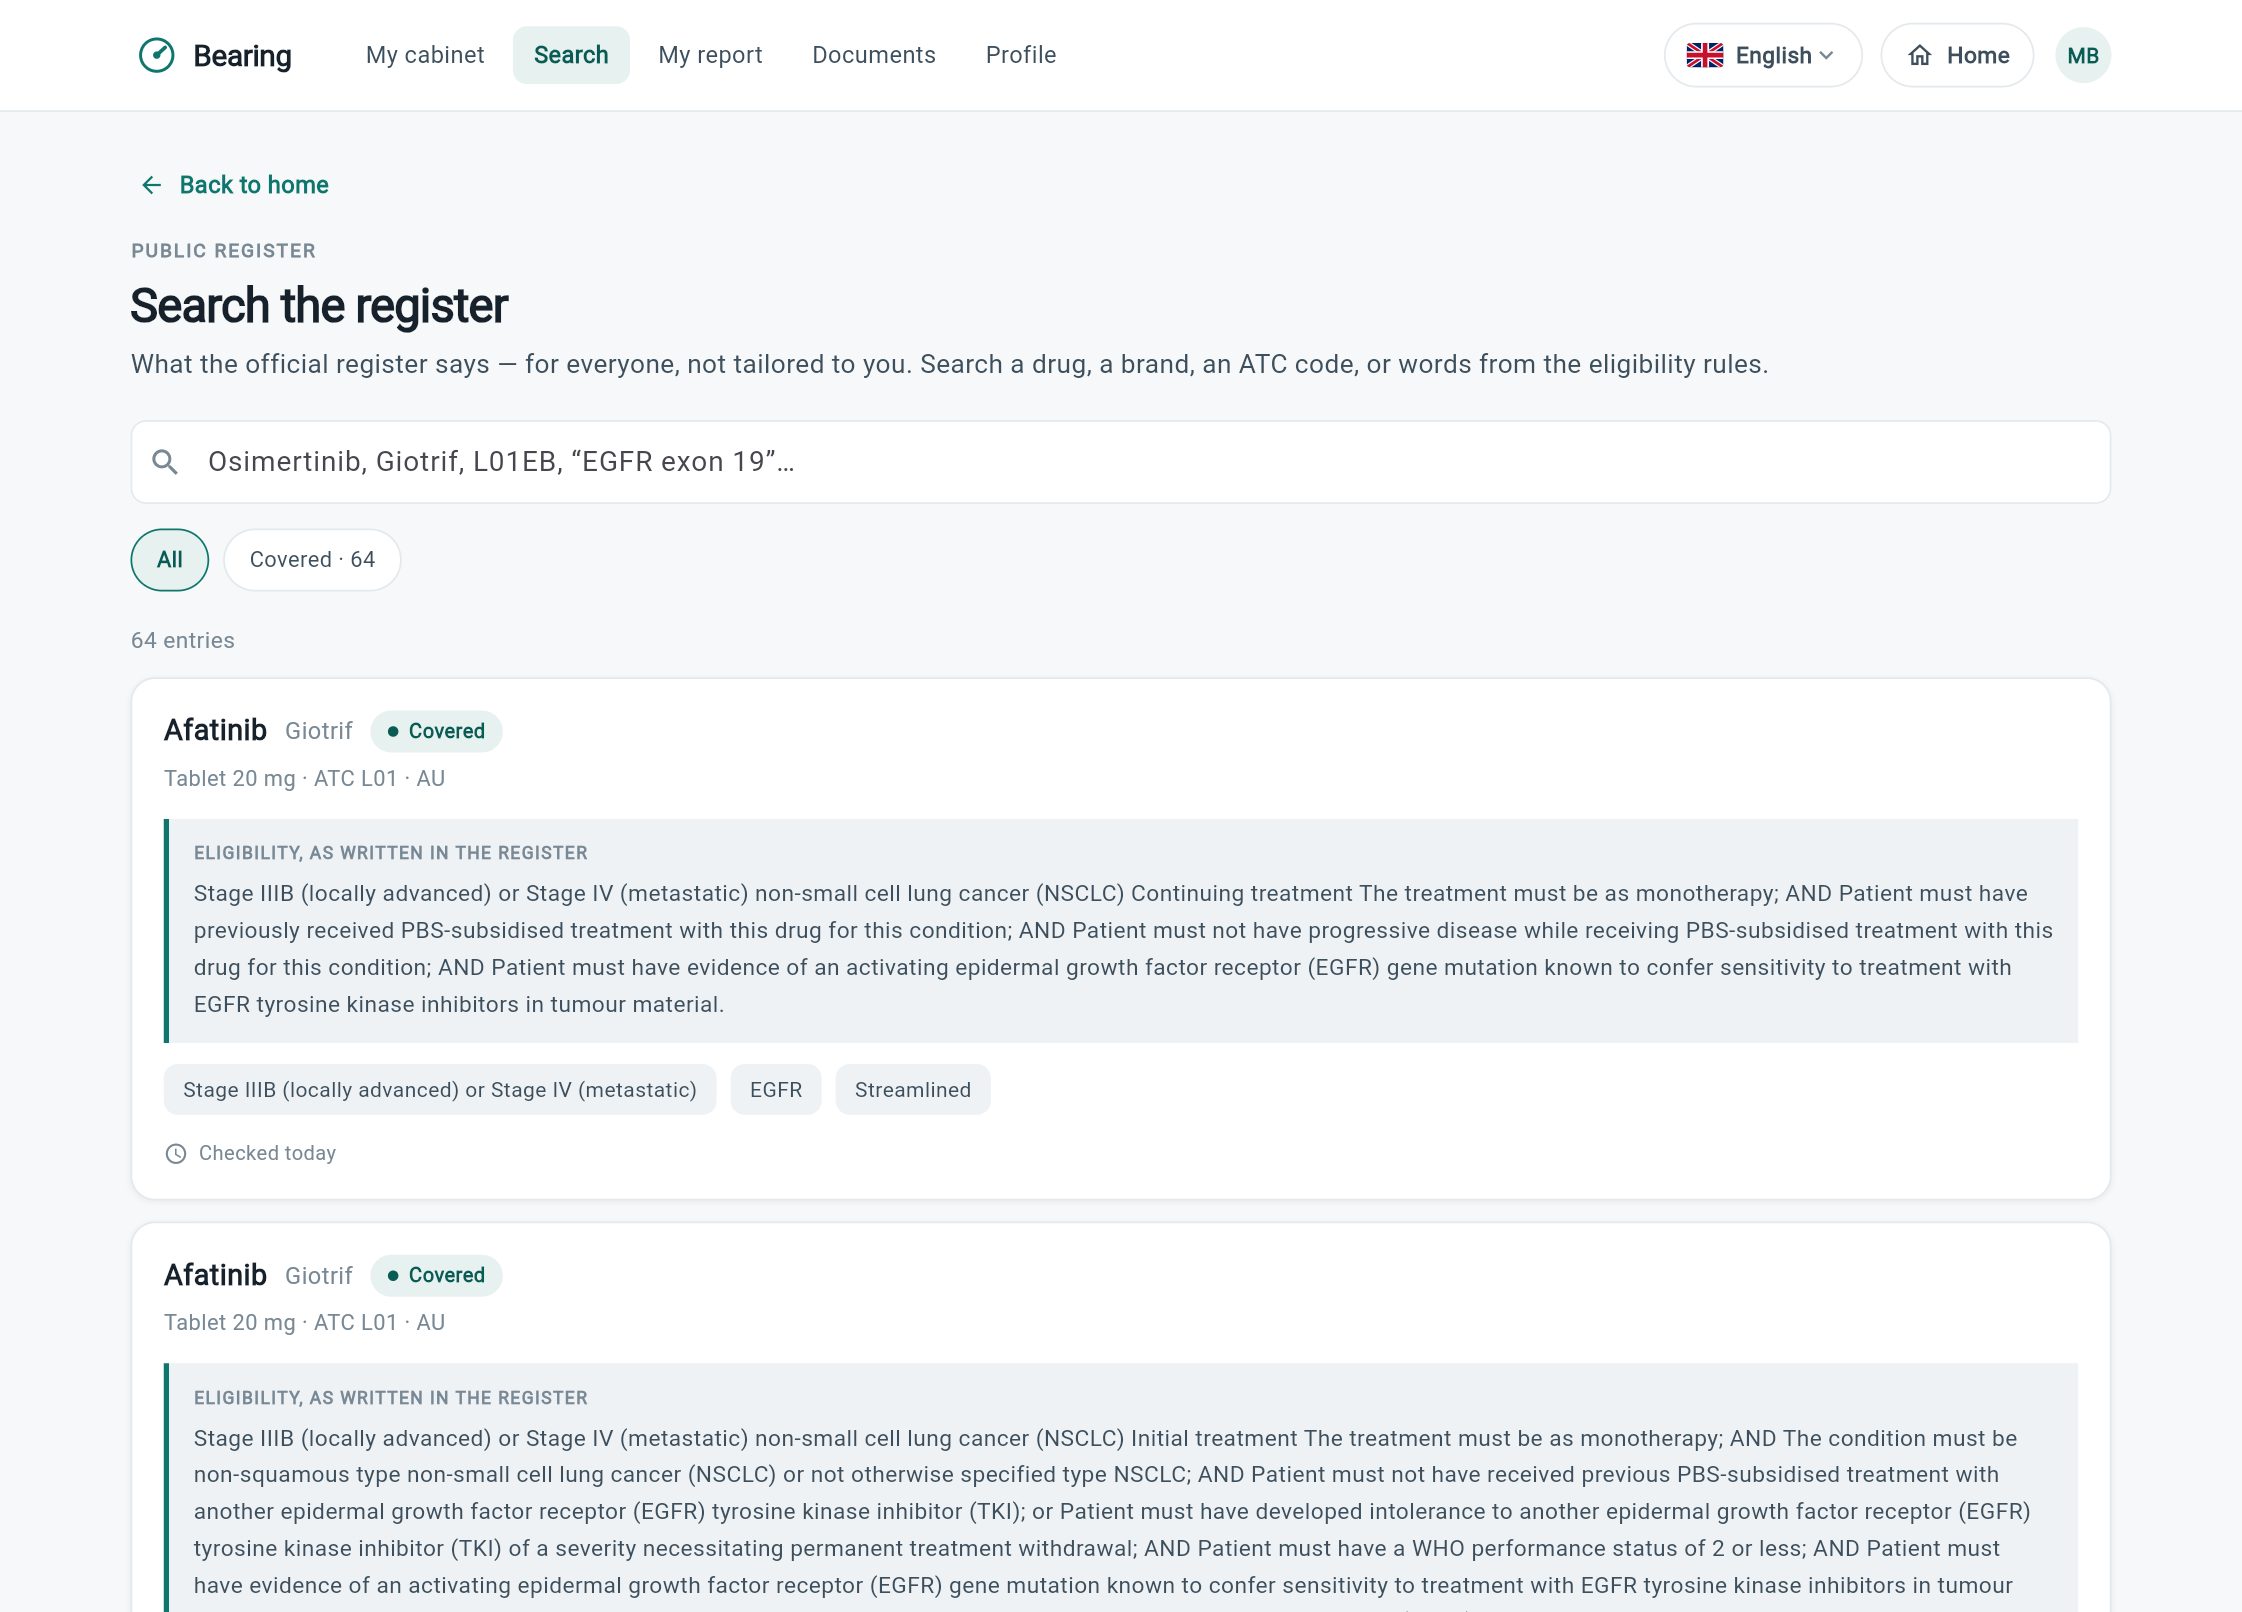 Bearing
My cabinet
Search
My report
Documents
Profile
English
Home
MB
Back to home
PUBLIC REGISTER
Search the register
What the official register says — for everyone, not tailored to you. Search a drug, a brand, an ATC code, or words from the eligibility rules.
Osimertinib, Giotrif, L01EB, “EGFR exon 19”…
All
Covered · 64
64 entries
Afatinib Giotrif Covered
Tablet 20 mg · ATC L01 · AU
ELIGIBILITY, AS WRITTEN IN THE REGISTER
Stage IIIB (locally advanced) or Stage IV (metastatic) non-small cell lung cancer (NSCLC) Continuing treatment The treatment must be as monotherapy; AND Patient must have
previously received PBS-subsidised treatment with this drug for this condition; AND Patient must not have progressive disease while receiving PBS-subsidised treatment with this
drug for this condition; AND Patient must have evidence of an activating epidermal growth factor receptor (EGFR) gene mutation known to confer sensitivity to treatment with
EGFR tyrosine kinase inhibitors in tumour material.
Stage IIIB (locally advanced) or Stage IV (metastatic)
EGFR
Streamlined
Checked today
Afatinib Giotrif Covered
Tablet 20 mg · ATC L01 · AU
ELIGIBILITY, AS WRITTEN IN THE REGISTER
Stage IIIB (locally advanced) or Stage IV (metastatic) non-small cell lung cancer (NSCLC) Initial treatment The treatment must be as monotherapy; AND The condition must be
non-squamous type non-small cell lung cancer (NSCLC) or not otherwise specified type NSCLC; AND Patient must not have received previous PBS-subsidised treatment with
another epidermal growth factor receptor (EGFR) tyrosine kinase inhibitor (TKI); or Patient must have developed intolerance to another epidermal growth factor receptor (EGFR)
tyrosine kinase inhibitor (TKI) of a severity necessitating permanent treatment withdrawal; AND Patient must have a WHO performance status of 2 or less; AND Patient must
have evidence of an activating epidermal growth factor receptor (EGFR) gene mutation known to confer sensitivity to treatment with EGFR tyrosine kinase inhibitors in tumour